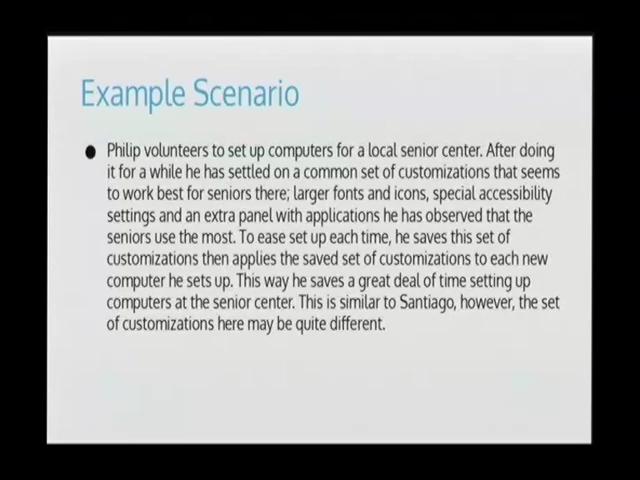 Example Scenario
Philip volunteers to set up computers for a local senior center. After doing
it for a while he has settled on a common set of customizations that seems
to work best for seniors there; larger fonts and icons, special accessibility
settings and an extra panel with applications he has observed that the
seniors use the most. To ease set up each time, he saves this set of
customizations then applies the saved set of customizations to each new
computer he sets up. This way he saves a great deal of time setting up
computers at the senior center. This is similar to Santiago, however, the set
of customizations here may be quite different.